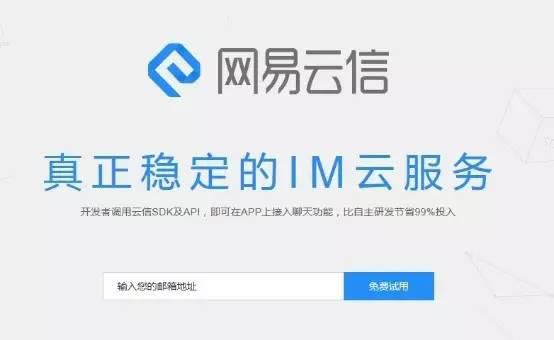 网易云信
真正稳定的IM云服务
开发者调用云信SDK及API，即可在APP上接入聊天功能，比自主研发节省99%投入
输入您的邮箱地址
免费试用